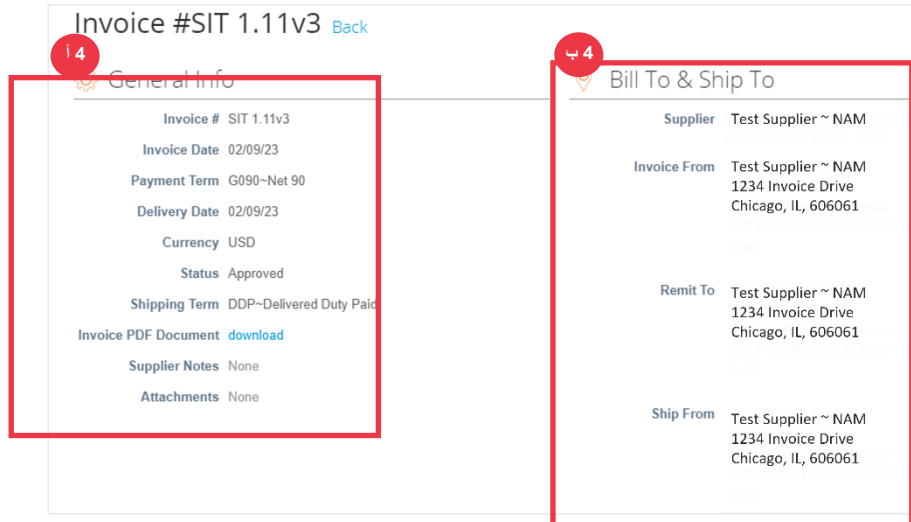 Invoice #SIT 1.11v3 Back
4 أ
General Info
Invoice # SIT 1.11v3
Invoice Date 02/09/23
Payment Term G090~Net 90
Delivery Date 02/09/23
Currency USD
Status Approved
Shipping Term DDP~Delivered Duty Paid
Invoice PDF Document download
Supplier Notes None
Attachments None
4 ب
Bill To & Ship To
Supplier Test Supplier ~ NAM
Invoice From Test Supplier ~ NAM
1234 Invoice Drive
Chicago, IL, 606061
Remit To Test Supplier ~ NAM
1234 Invoice Drive
Chicago, IL, 606061
Ship From Test Supplier ~ NAM
1234 Invoice Drive
Chicago, IL, 606061